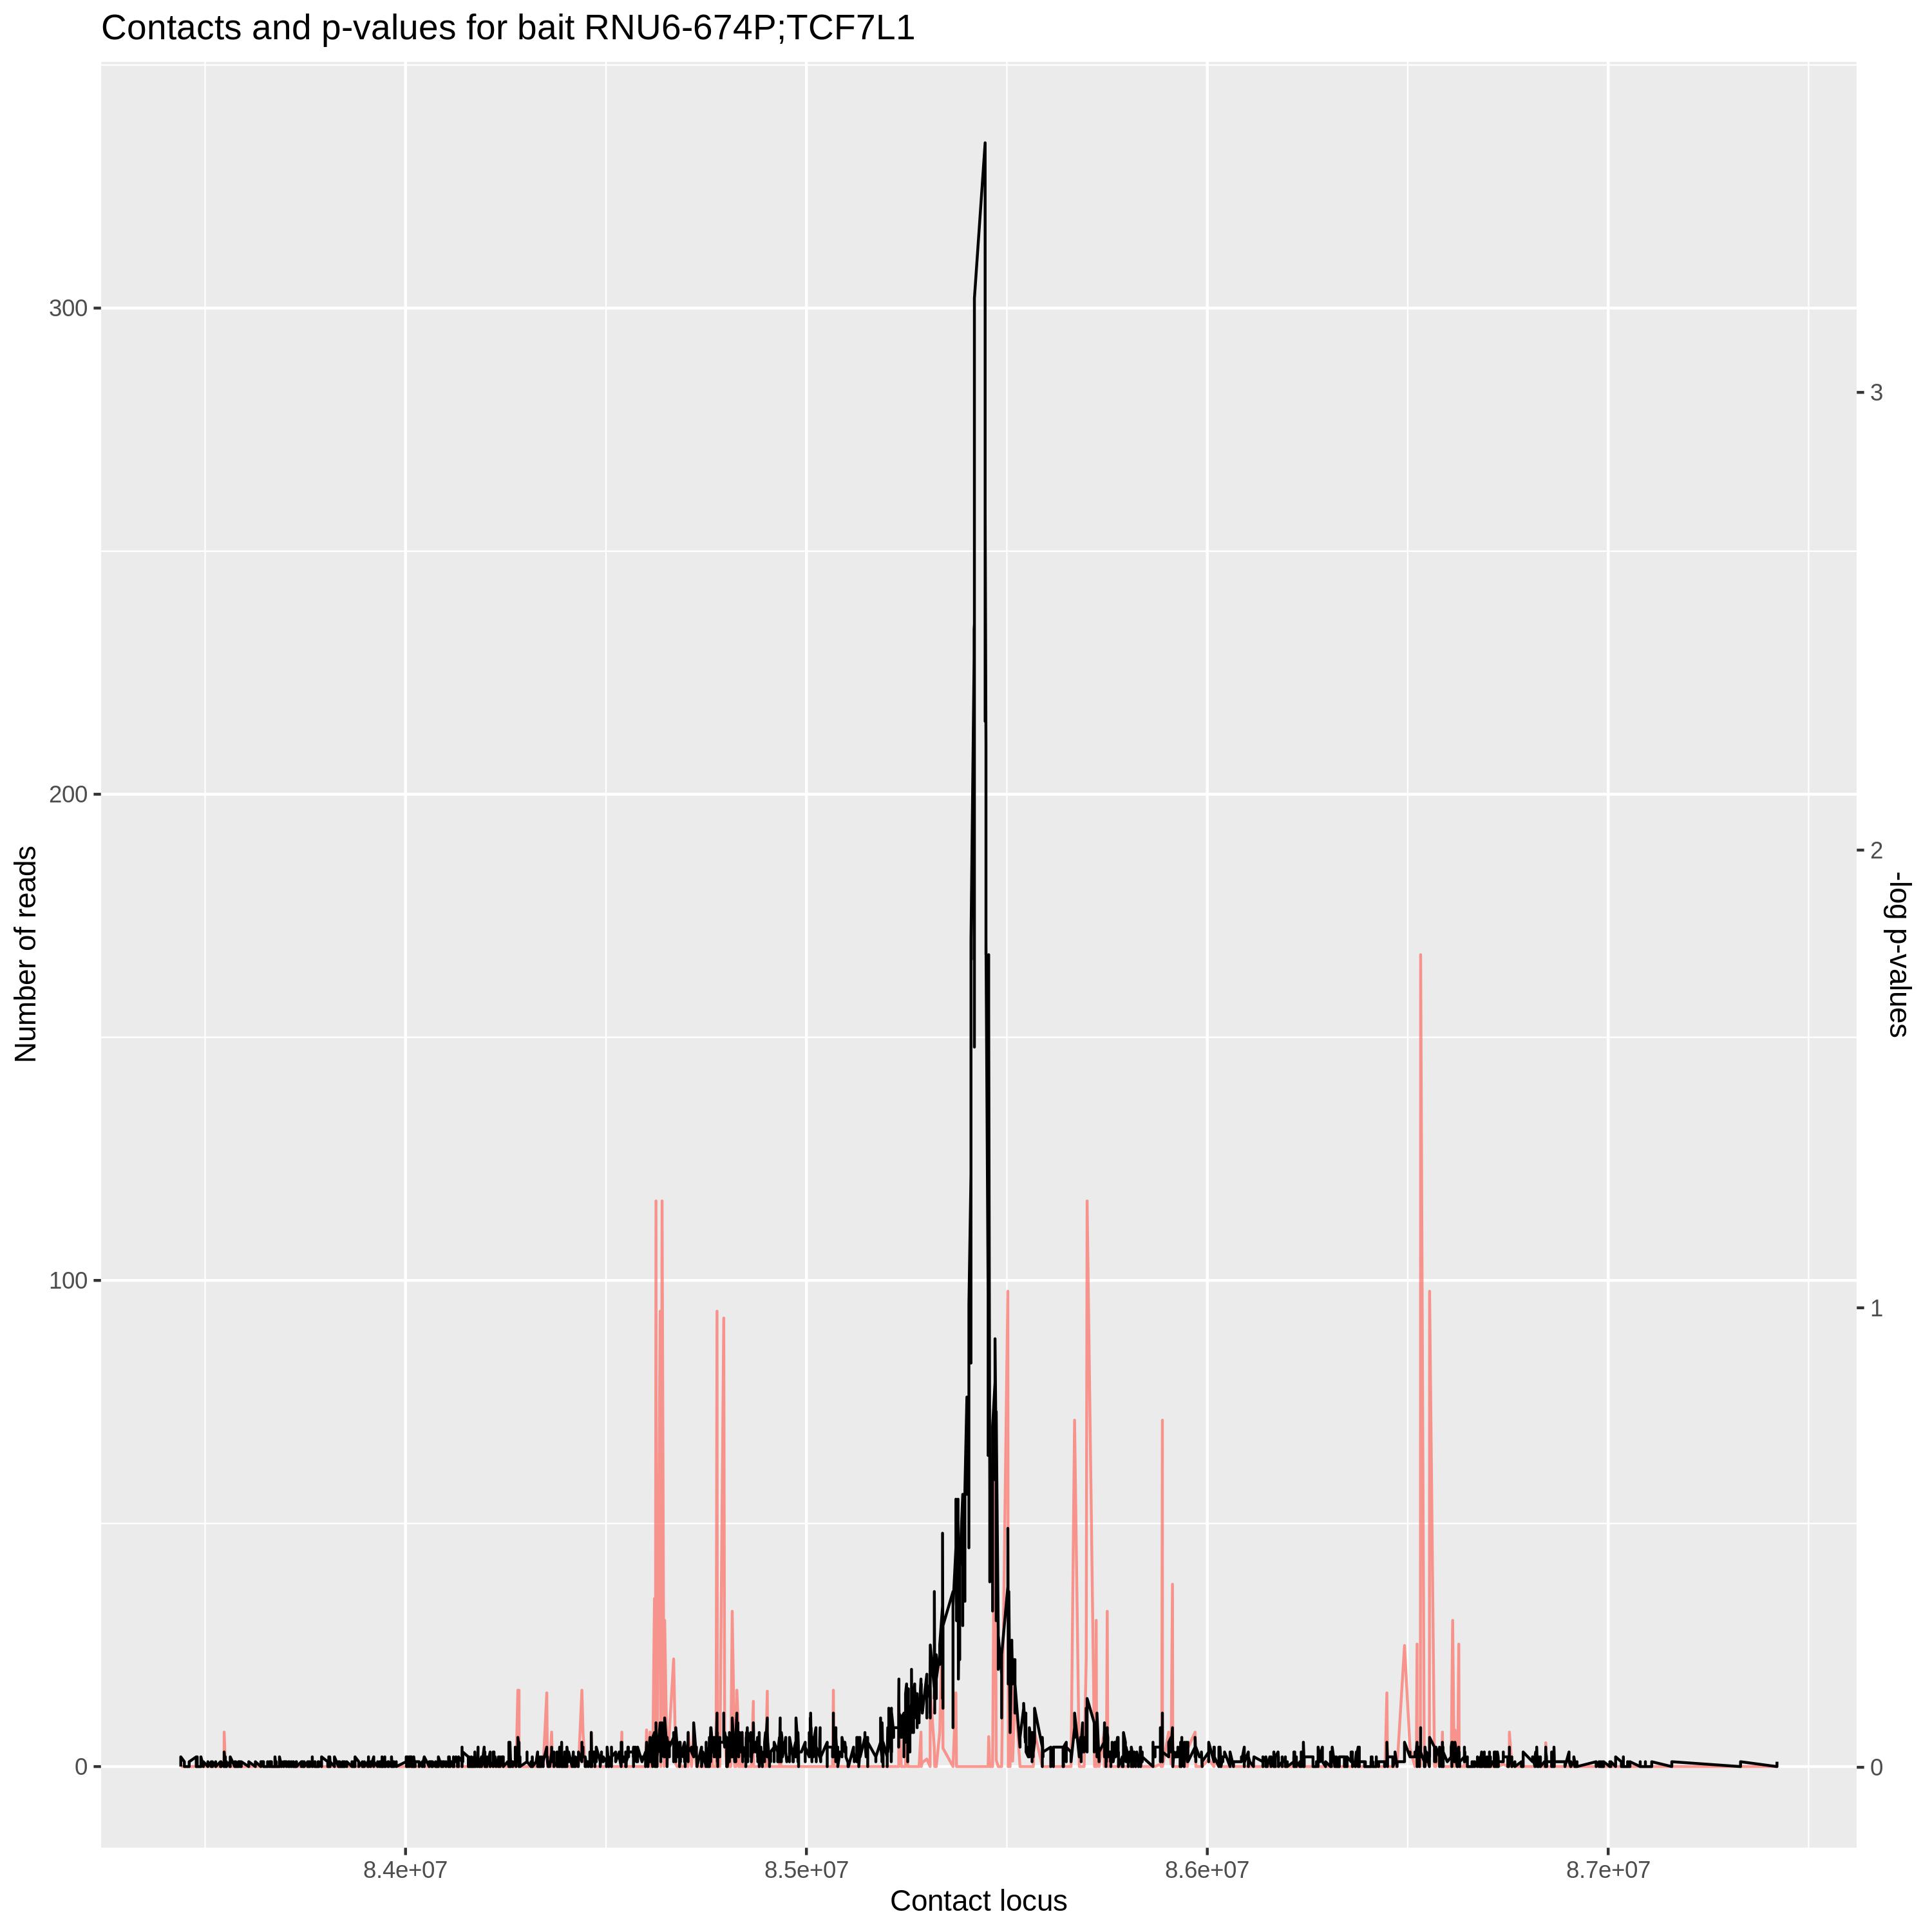 Contacts and p-values for bait RNU6-674P;TCF7L1
Number of reads
300
200
100
0
3
2
1
0
-log p-values
8.4e+07 8.5e+07 8.6e+07 8.7e+07
Contact locus